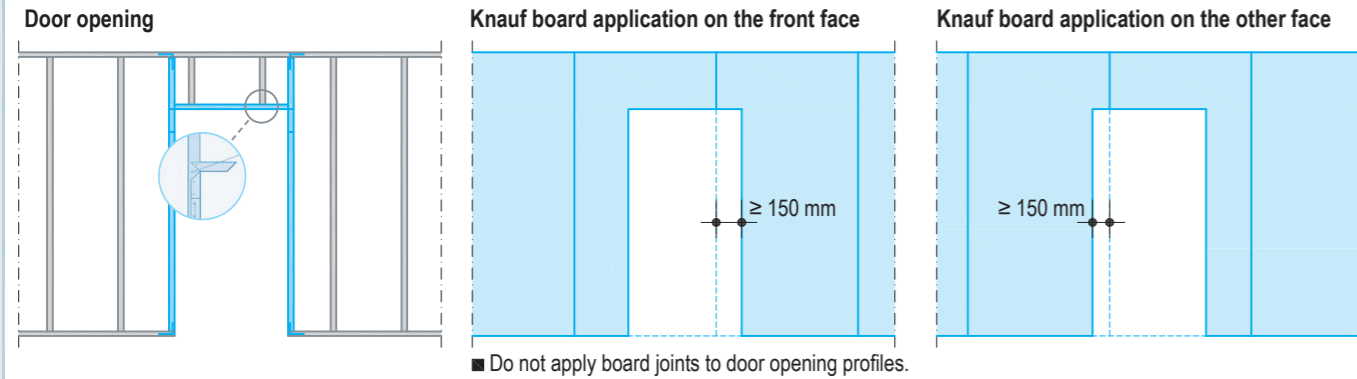 Door opening
Knauf board application on the front face
Knauf board application on the other face
≥ 150 mm
≥ 150 mm
■ Do not apply board joints to door opening profiles.